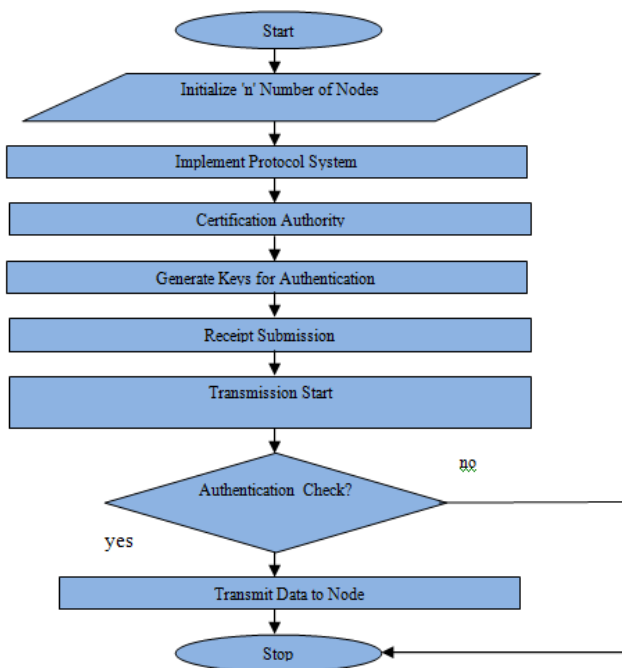 Start
Initialize 'n' Number of Nodes
Implement Protocol System
Certification Authority
Generate Keys for Authentication
Receipt Submission
Transmission Start
no
Authentication Check?
yes
Transmit Data to Node
Stop